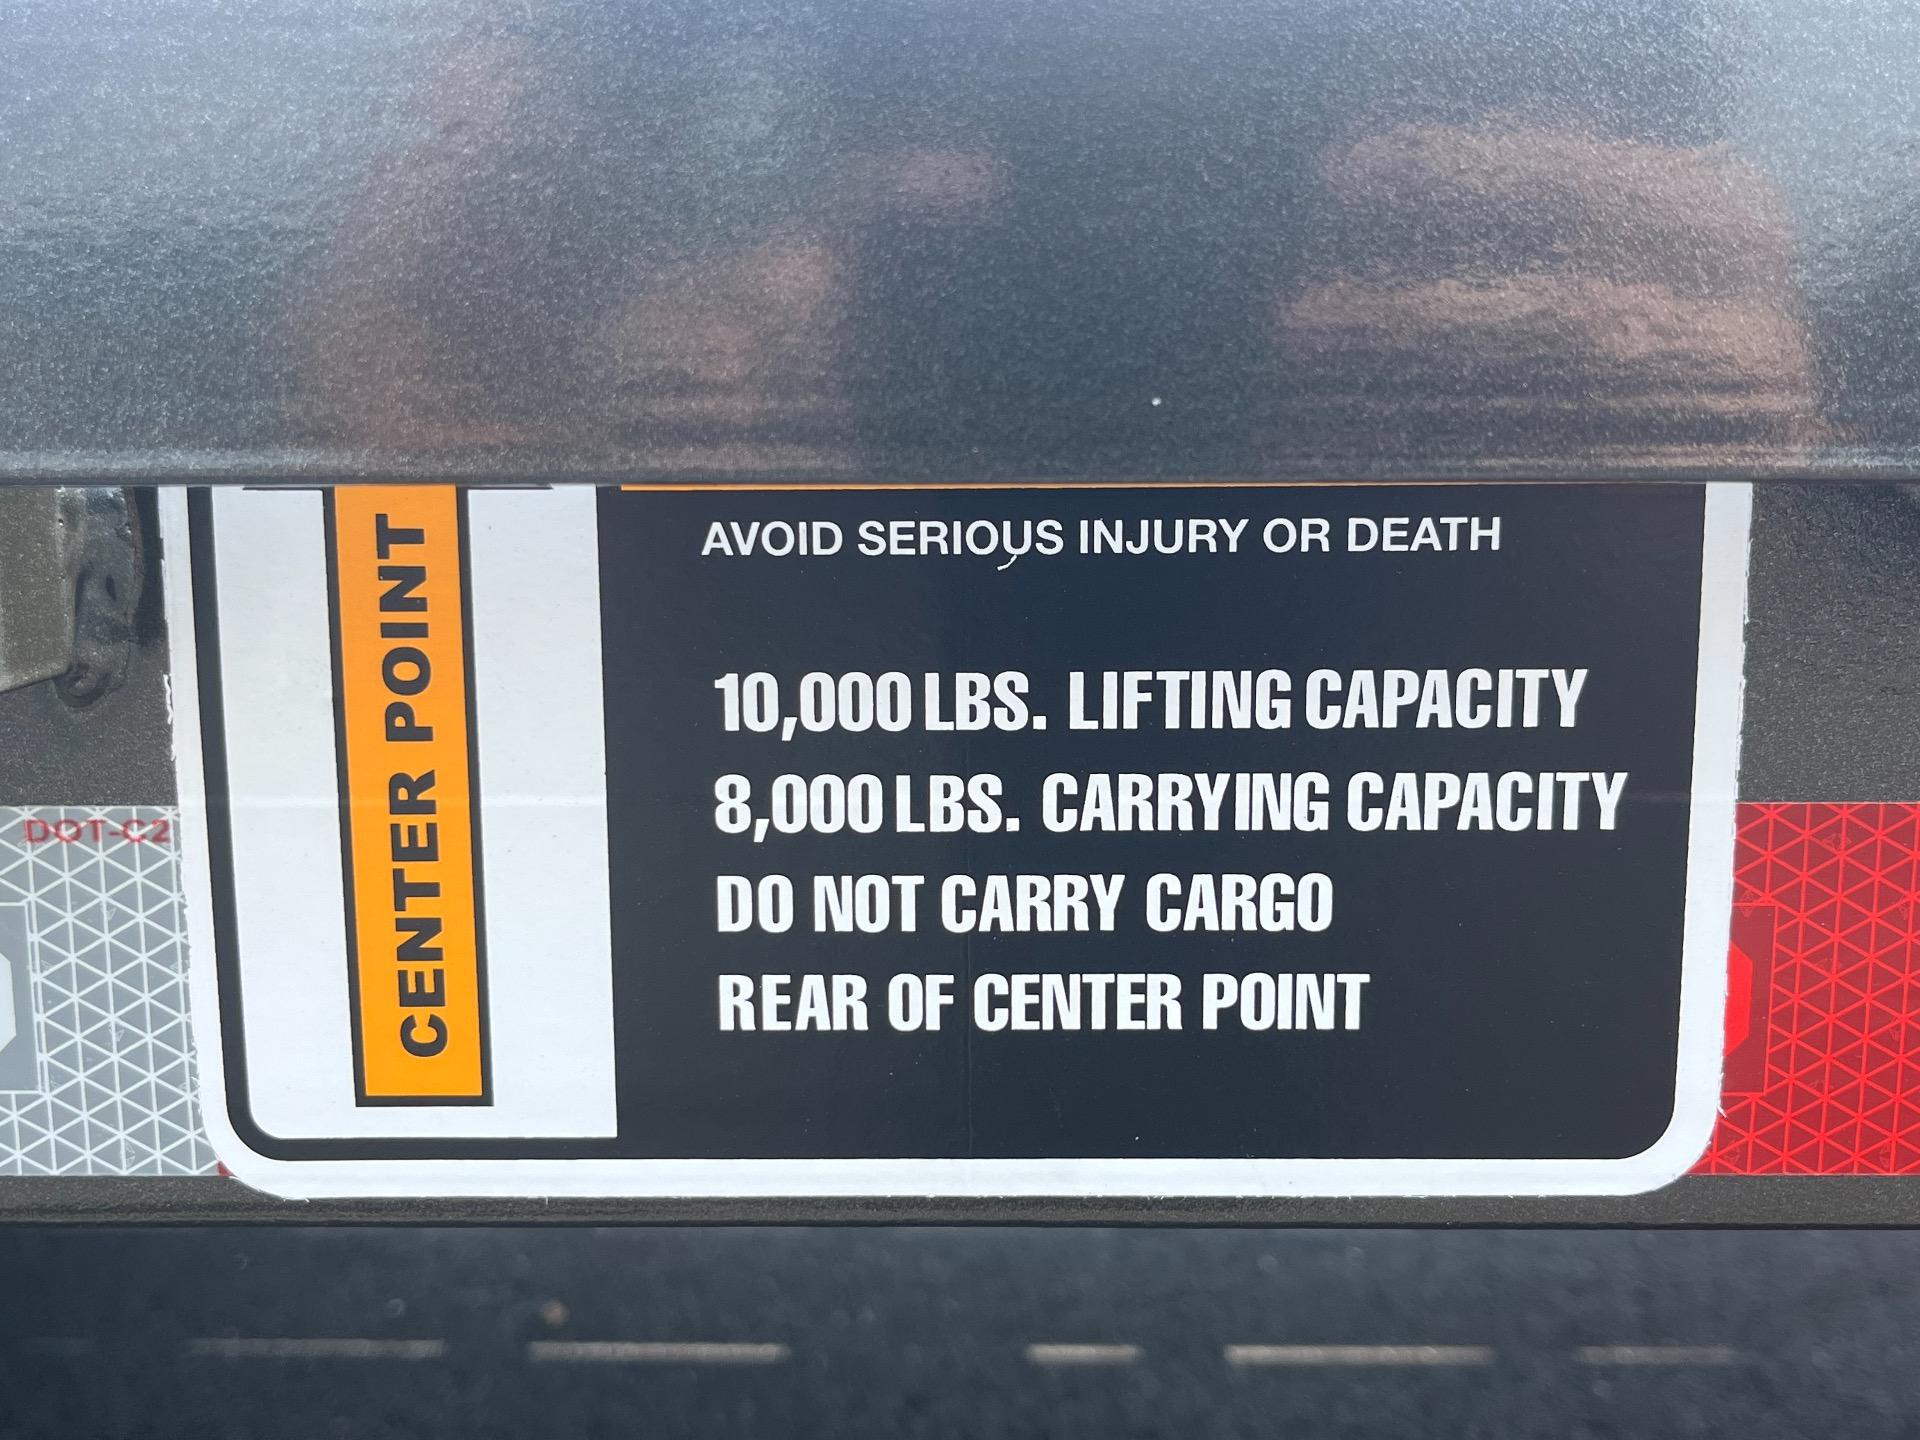 AVOID SERIOUS INJURY OR DEATH
10,000 LBS. LIFTING CAPACITY
8,000 LBS. CARRYING CAPACITY
DO NOT CARRY CARGO
REAR OF CENTER POINT
CENTER POINT
DOT-C2